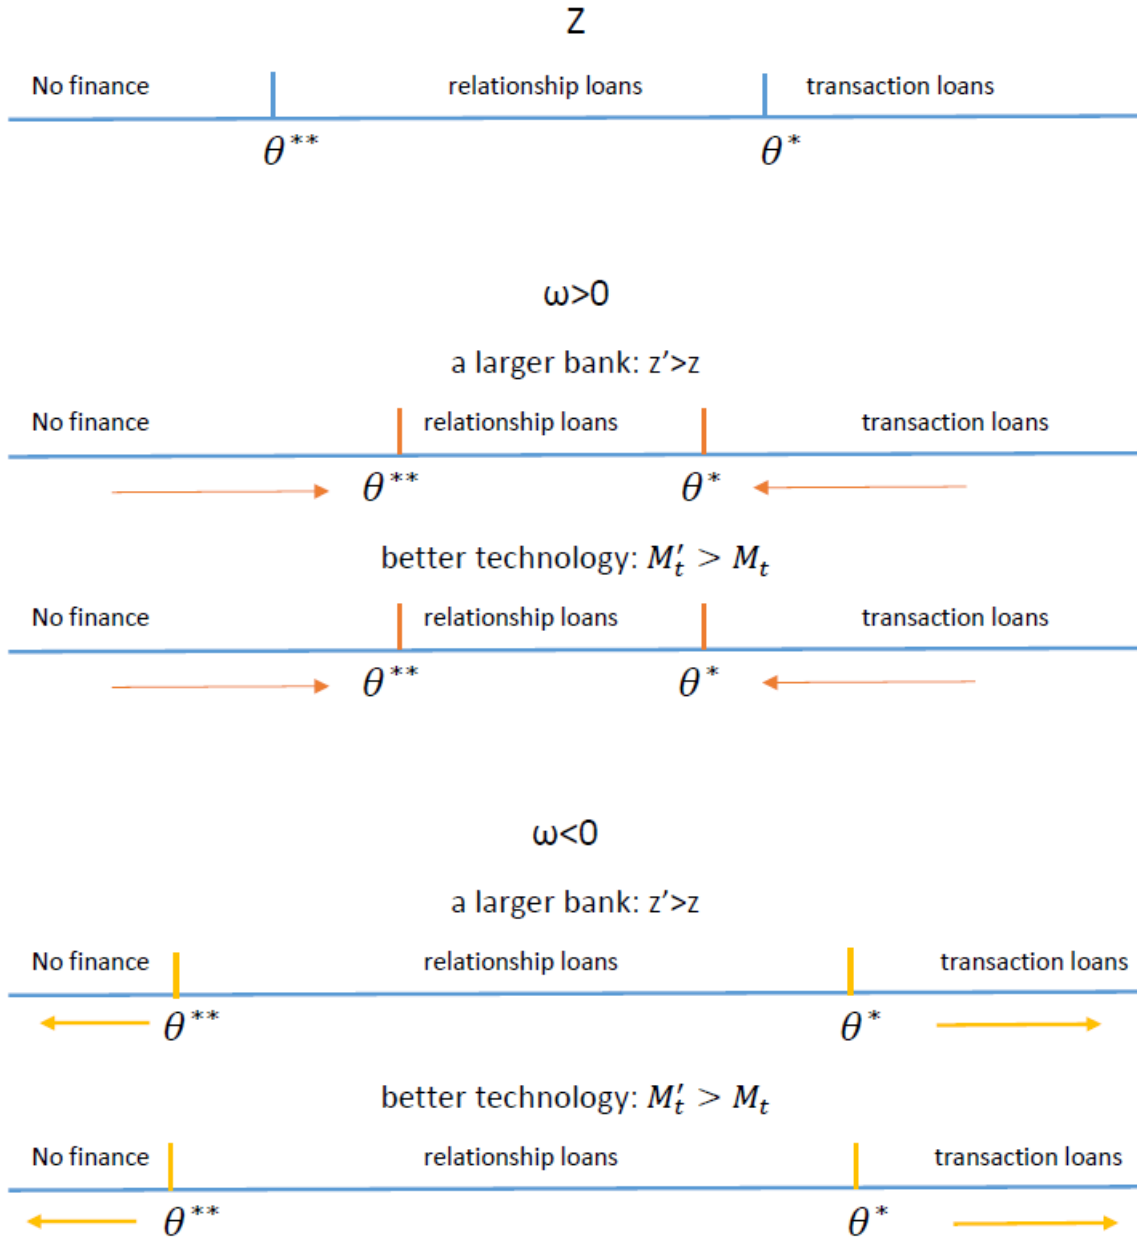 Z
No finance relationship loans transaction loans
θ** θ*
ω>0
a larger bank: z'>z
No finance relationship loans transaction loans
θ** θ*
better technology: M′t > Mt
No finance relationship loans transaction loans
θ** θ*
ω<0
a larger bank: z'>z
No finance relationship loans transaction loans
θ** θ*
better technology: M′t > Mt
No finance relationship loans transaction loans
θ** θ*